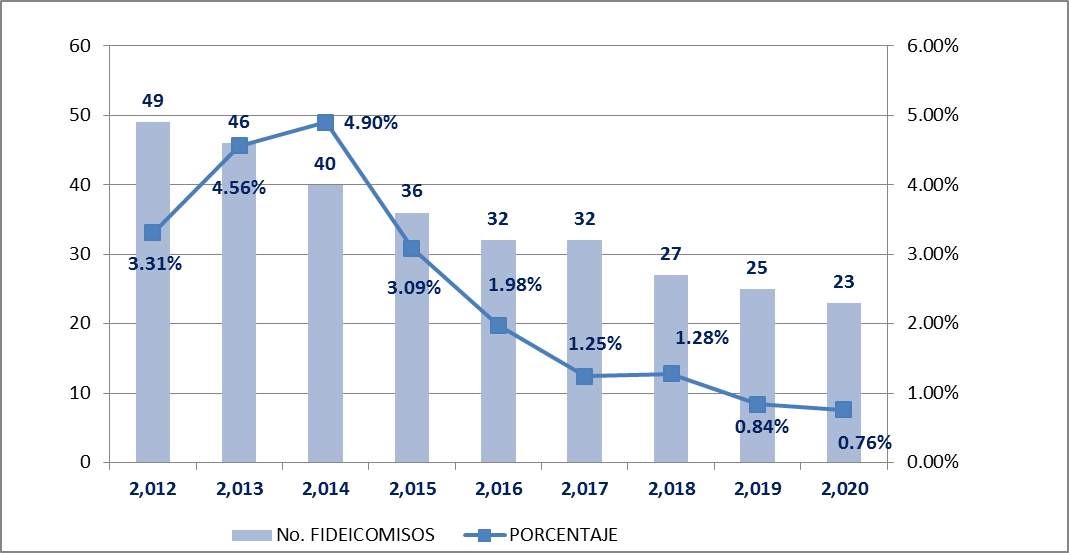 60 6.00%
49
50 46 4.90% 5.00%
40
40 4.56% 36 4.00%
32 32
30 3.31% 27 3.00%
3.09% 1.98% 25 23
20 1.25% 1.28% 2.00%
10 1.00%
0.84% 0.76%
0 0.00%
2,012 2,013 2,014 2,015 2,016 2,017 2,018 2,019 2,020
No. FIDEICOMISOS PORCENTAJE